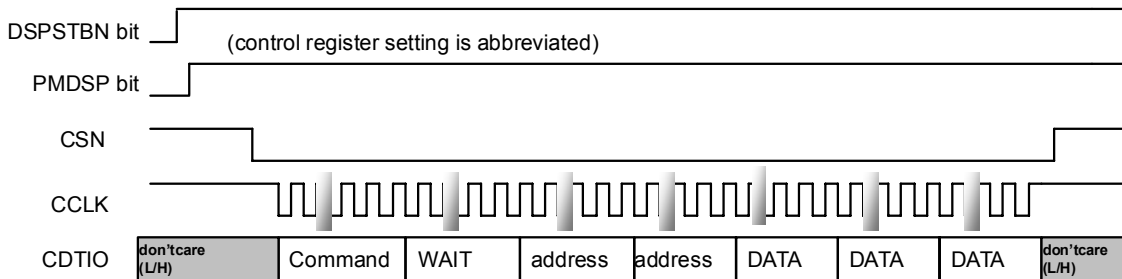 DSPSTBN bit
(control register setting is abbreviated)
PMDSP bit
CSN
CCLK
CDTIO
don'tcare
(L/H)
Command WAIT address address DATA DATA DATA
don'tcare
(L/H)